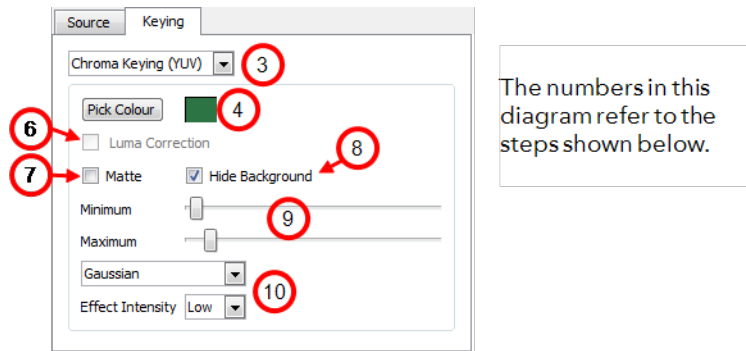 Source Keying
Chroma Keying (YUV) 3
Pick Colour 4
6 Luma Correction
8
7 Matte Hide Background
Minimum
9
Maximum
Gaussian
10
Effect Intensity Low
The numbers in this
diagram refer to the
steps shown below.